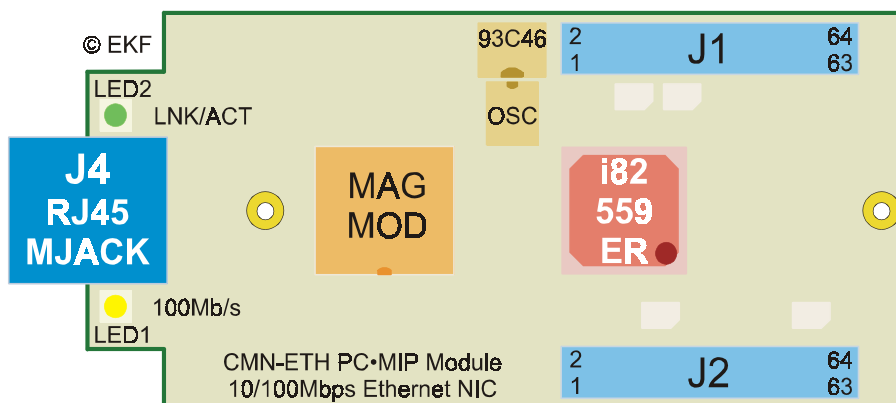 © EKF
93C46
2 J1 64
1 63
LED2
LNK/ACT
OSC
J4
RJ45
MJACK
MAG
MOD
i82
559
ER
100Mb/s
LED1
CMN-ETH PC•MIP Module
10/100Mbps Ethernet NIC
2 J2 64
1 63